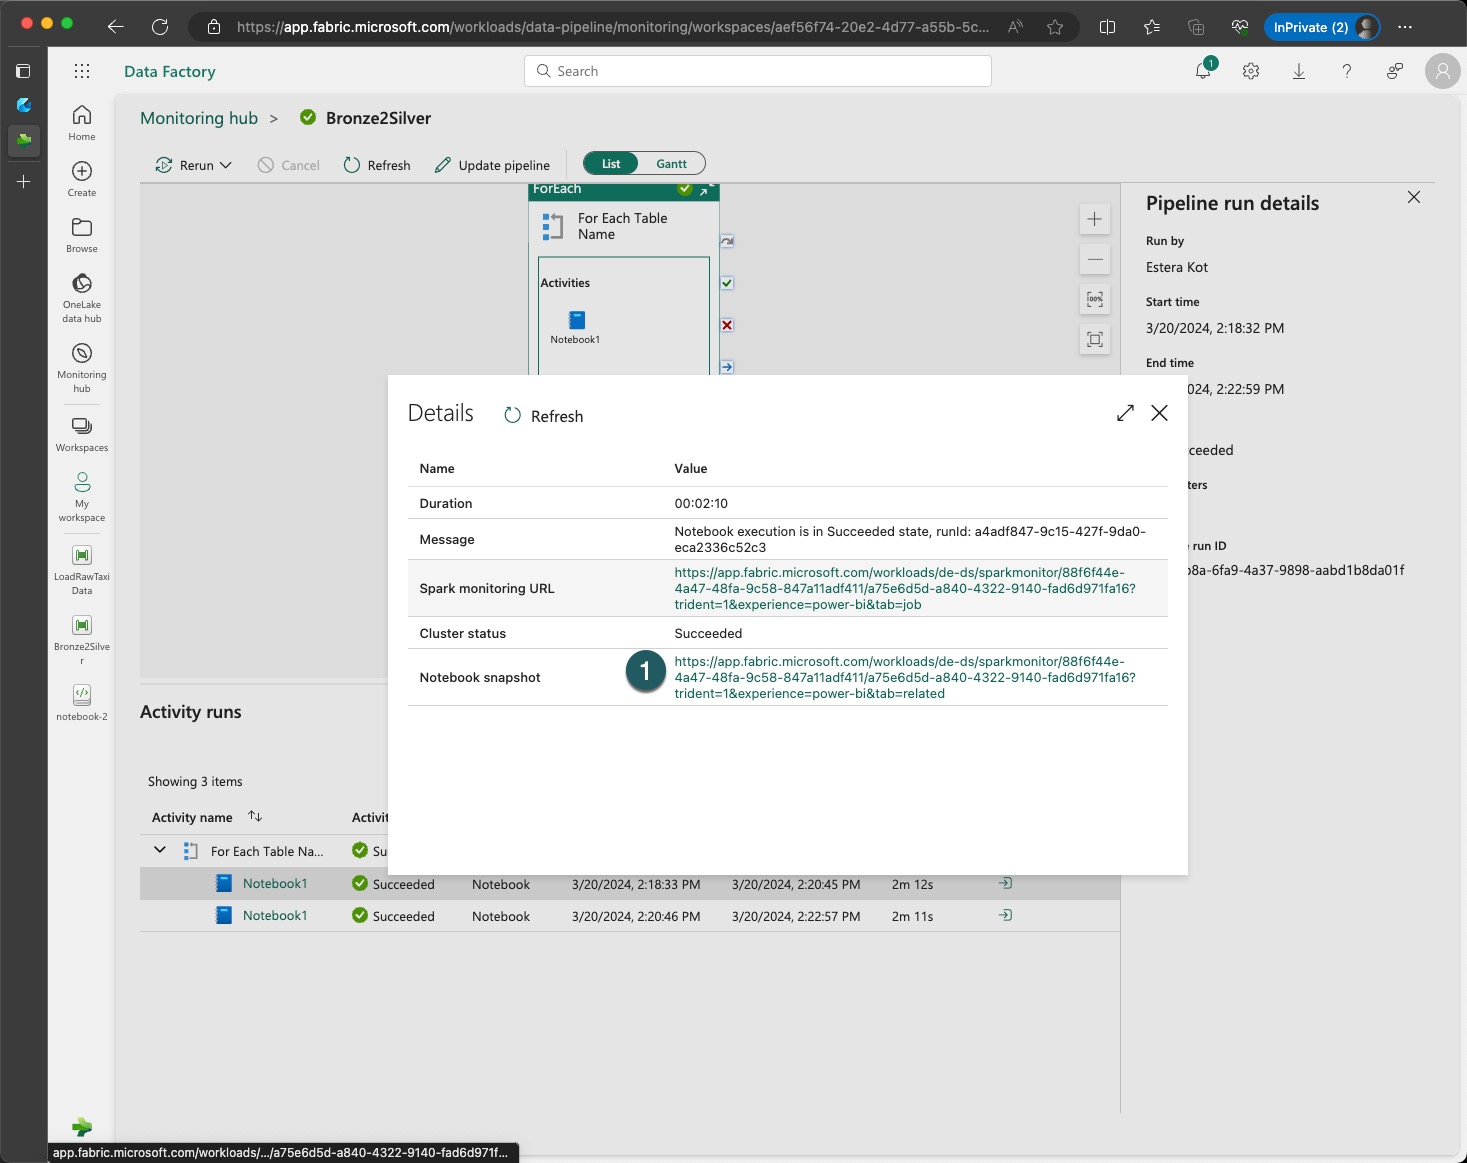 https://app.fabric.microsoft.com/workloads/data-pipeline/monitoring/workspaces/aef56f74-20e2-4d77-a55b-5c...
InPrivate (2)
Data Factory
Search
1
Home
Create
Browse
OneLake
data hub
Monitoring
hub
Workspaces
My
workspace
LoadRawTaxi
Data
Bronze2Silve
r
notebook-2
Monitoring hub > Bronze2Silver
Rerun
Cancel
Refresh
Update pipeline
List
Gantt
ForEach
For Each Table
Name
Activities
Notebook1
100%
Pipeline run details
Run by
Estera Kot
Start time
3/20/2024, 2:18:32 PM
End time
024, 2:22:59 PM
ceeded
ters
run ID
8a-6fa9-4a37-9898-aabd1b8da01f
Details
Refresh
Name Value
Duration 00:02:10
Message Notebook execution is in Succeeded state, runId: a4adf847-9c15-427f-9da0-
eca2336c52c3
Spark monitoring URL https://app.fabric.microsoft.com/workloads/de-ds/sparkmonitor/88f6f44e-
4a47-48fa-9c58-847a11adf411/a75e6d5d-a840-4322-9140-fad6d971fa16?
trident=1&experience=power-bi&tab=job
Cluster status Succeeded
Notebook snapshot 1 https://app.fabric.microsoft.com/workloads/de-ds/sparkmonitor/88f6f44e-
4a47-48fa-9c58-847a11adf411/a75e6d5d-a840-4322-9140-fad6d971fa16?
trident=1&experience=power-bi&tab=related
Activity runs
Showing 3 items
Activity name Activit
For Each Table Na... Su
Notebook1 Succeeded Notebook 3/20/2024, 2:18:33 PM 3/20/2024, 2:20:45 PM 2m 12s
Notebook1 Succeeded Notebook 3/20/2024, 2:20:46 PM 3/20/2024, 2:22:57 PM 2m 11s
app.fabric.microsoft.com/workloads/.../a75e6d5d-a840-4322-9140-fad6d971f...